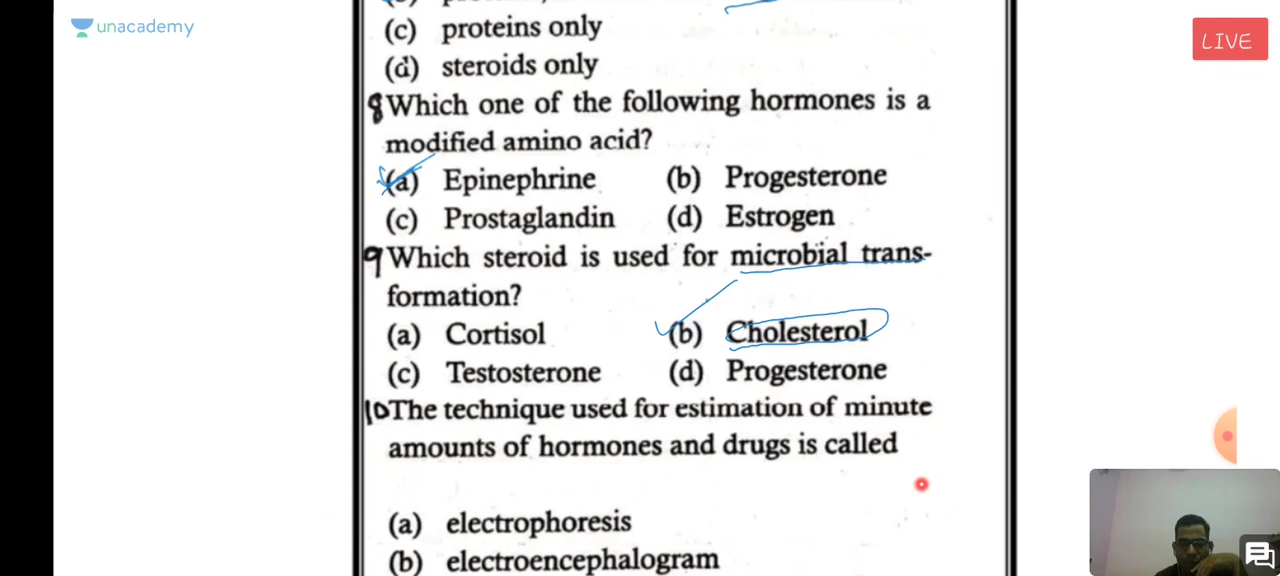 unacademy
LIVE
(c) proteins only
(d) steroids only
8 Which one of the following hormones is a
modified amino acid?
(a) Epinephrine (b) Progesterone
(c) Prostaglandin (d) Estrogen
9 Which steroid is used for microbial trans-
formation?
(a) Cortisol (b) Cholesterol
(c) Testosterone (d) Progesterone
10 The technique used for estimation of minute
amounts of hormones and drugs is called
(a) electrophoresis
(b) electroencephalogram